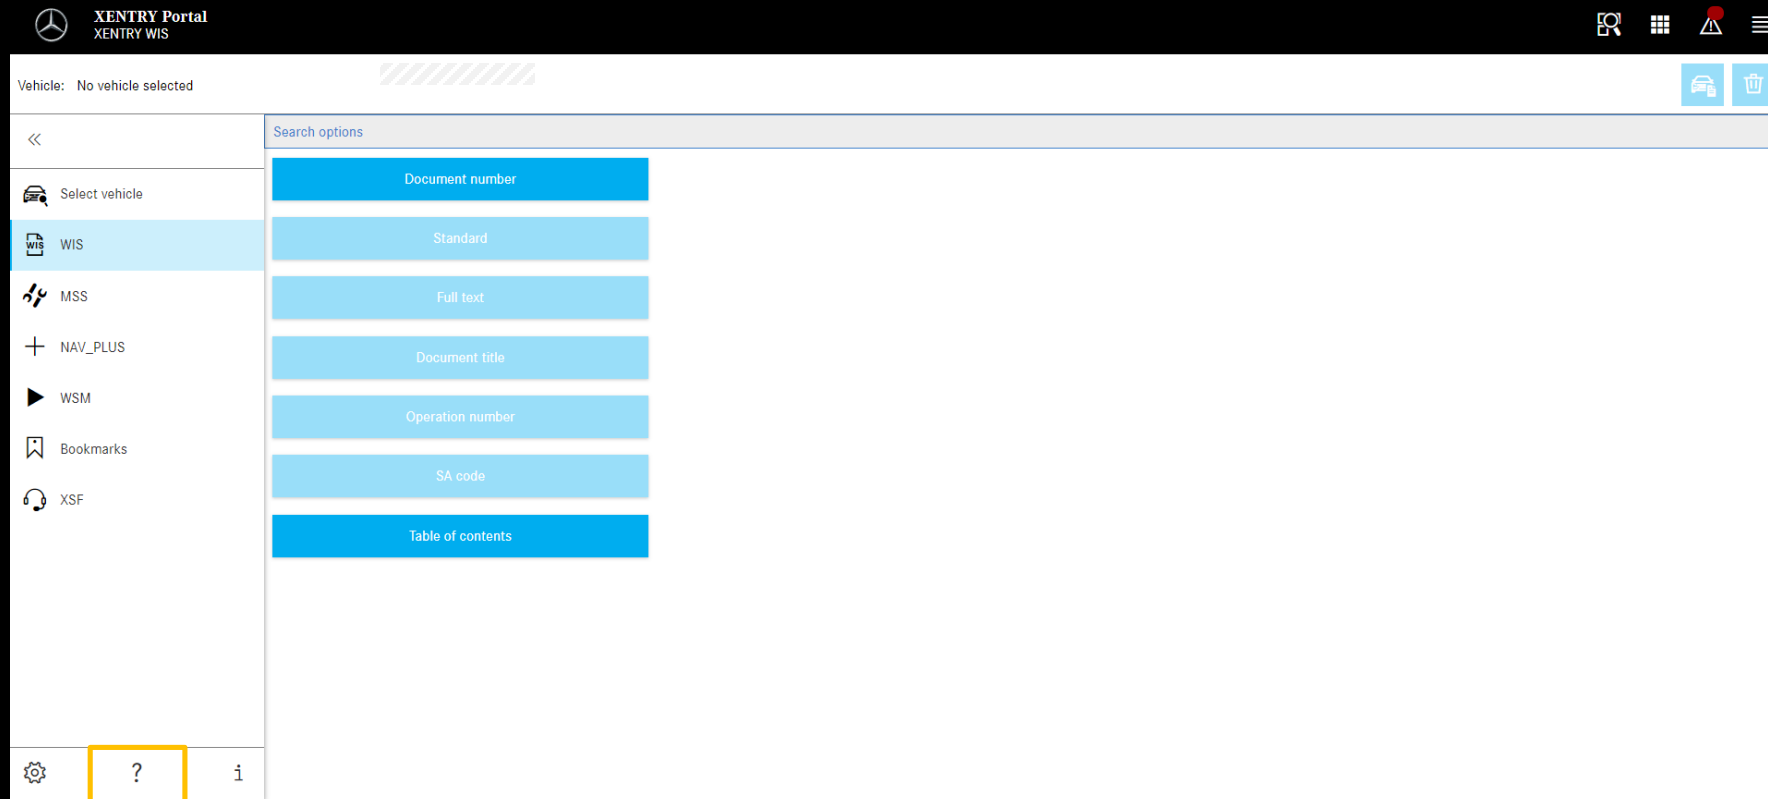 XENTRY Portal
XENTRY WIS
Vehicle: No vehicle selected
Search options
Select vehicle
WIS WIS
MSS
NAV_PLUS
WSM
Bookmarks
XSF
Document number
Standard
Full text
Document title
Operation number
SA code
Table of contents
? i